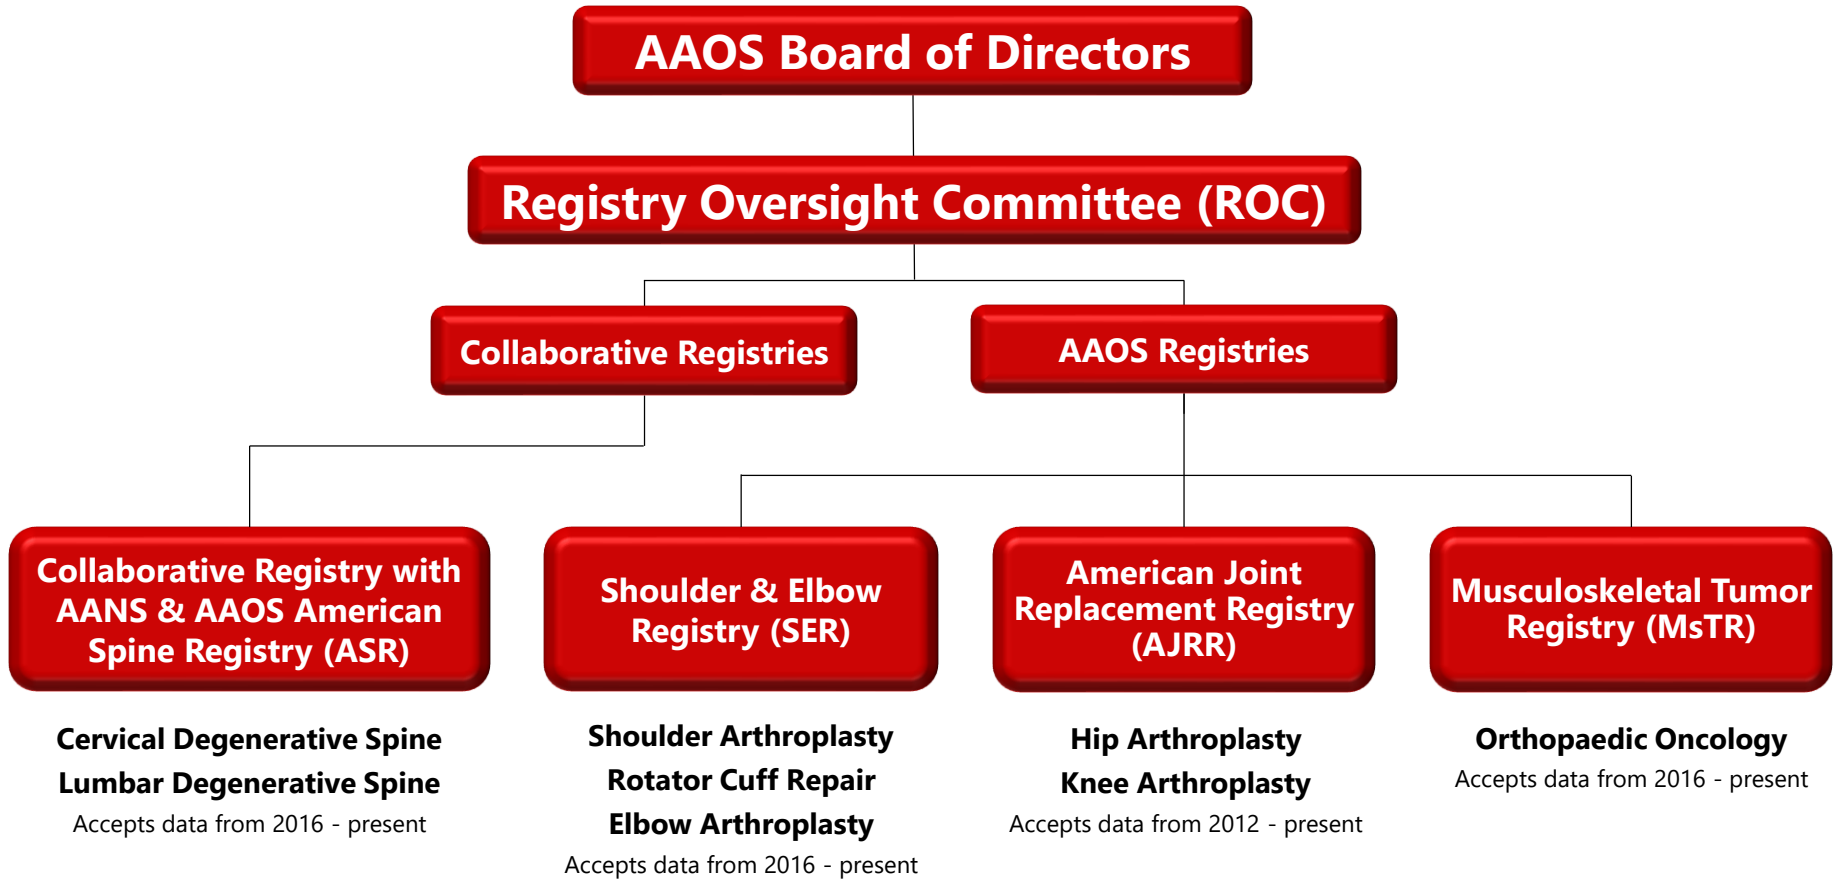 AAOS Board of Directors
Registry Oversight Committee (ROC)
Collaborative Registries
AAOS Registries
Collaborative Registry with
AANS & AAOS American
Spine Registry (ASR)
Cervical Degenerative Spine
Lumbar Degenerative Spine
Accepts data from 2016 - present
Shoulder & Elbow
Registry (SER)
Shoulder Arthroplasty
Rotator Cuff Repair
Elbow Arthroplasty
Accepts data from 2016 - present
American Joint
Replacement Registry
(AJRR)
Hip Arthroplasty
Knee Arthroplasty
Accepts data from 2012 - present
Musculoskeletal Tumor
Registry (MsTR)
Orthopaedic Oncology
Accepts data from 2016 - present